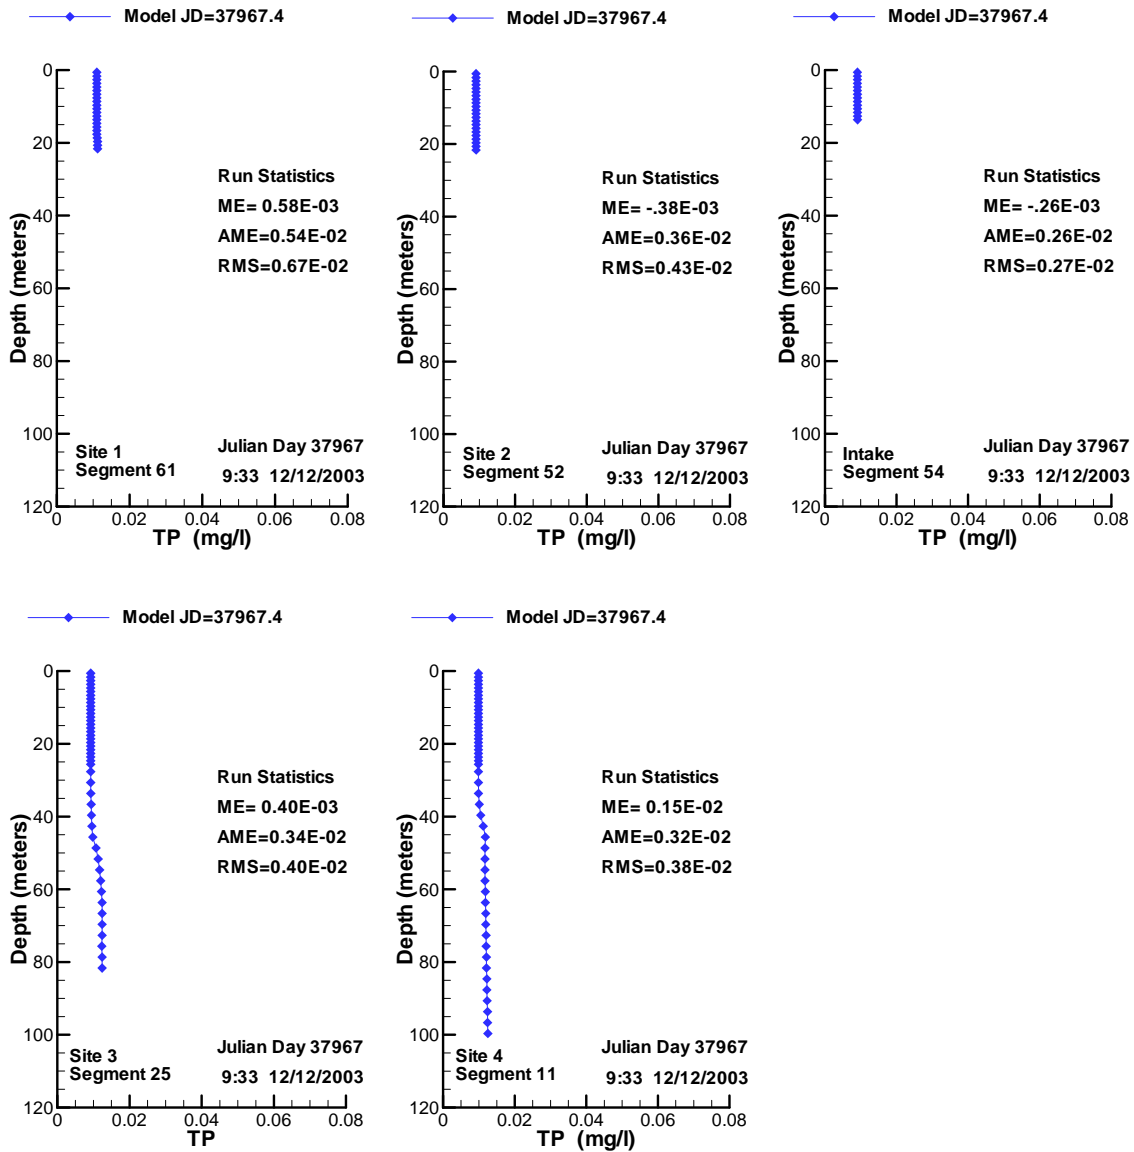 Model JD=37967.4
0
20
40
60
80
100
120
Depth (meters)
Run Statistics
ME= 0.58E-03
AME=0.54E-02
RMS=0.67E-02
Site 1
Segment 61
Julian Day 37967
9:33 12/12/2003
0 0.02 0.04 0.06 0.08
TP (mg/l)
Model JD=37967.4
0
20
40
60
80
100
120
Depth (meters)
Run Statistics
ME= -.38E-03
AME=0.36E-02
RMS=0.43E-02
Site 2
Segment 52
Julian Day 37967
9:33 12/12/2003
0 0.02 0.04 0.06 0.08
TP (mg/l)
Model JD=37967.4
0
20
40
60
80
100
120
Depth (meters)
Run Statistics
ME= -.26E-03
AME=0.26E-02
RMS=0.27E-02
Intake
Segment 54
Julian Day 37967
9:33 12/12/2003
0 0.02 0.04 0.06 0.08
TP (mg/l)
Model JD=37967.4
0
20
40
60
80
100
120
Depth (meters)
Run Statistics
ME= 0.40E-03
AME=0.34E-02
RMS=0.40E-02
Site 3
Segment 25
Julian Day 37967
9:33 12/12/2003
0 0.02 0.04 0.06 0.08
TP
Model JD=37967.4
0
20
40
60
80
100
120
Depth (meters)
Run Statistics
ME= 0.15E-02
AME=0.32E-02
RMS=0.38E-02
Site 4
Segment 11
Julian Day 37967
9:33 12/12/2003
0 0.02 0.04 0.06 0.08
TP (mg/l)